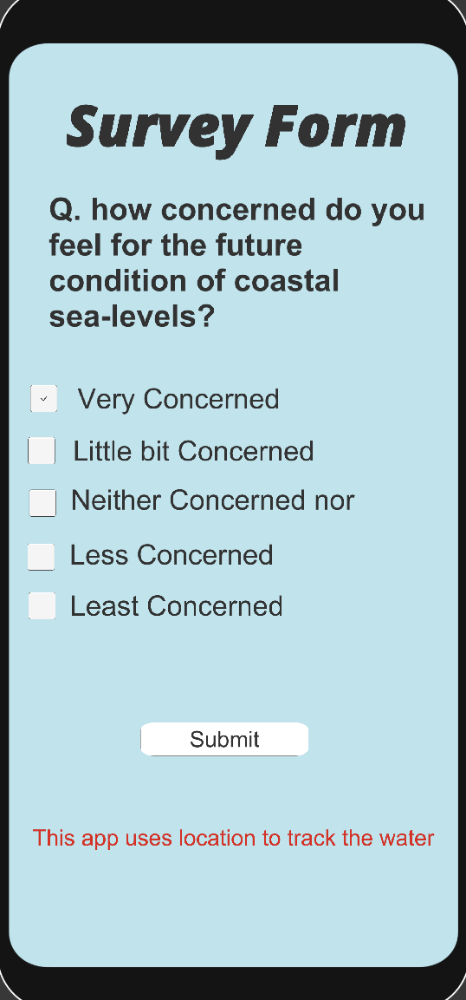 Survey Form
Q. how concerned do you
feel for the future
condition of coastal
sea-levels?
Very Concerned
Little bit Concerned
Neither Concerned nor
Less Concerned
Least Concerned
Submit
This app uses location to track the water